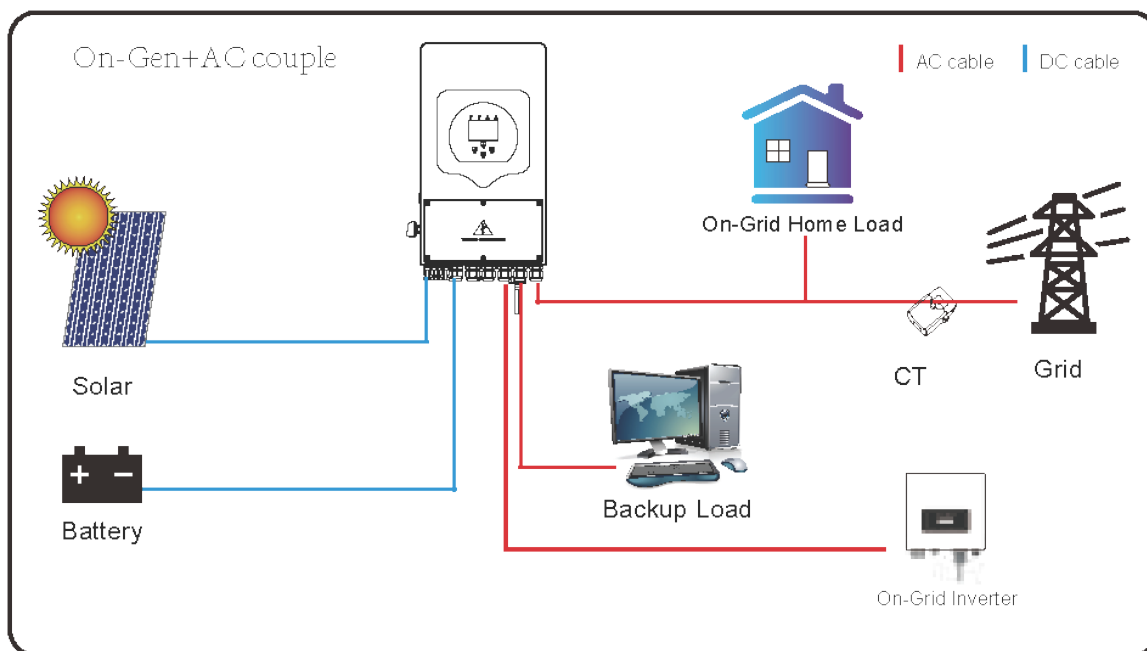 On-Gen+AC couple
AC cable
DC cable
On-Grid Home Load
CT
Grid
Solar
Backup Load
Battery
On-Grid Inverter